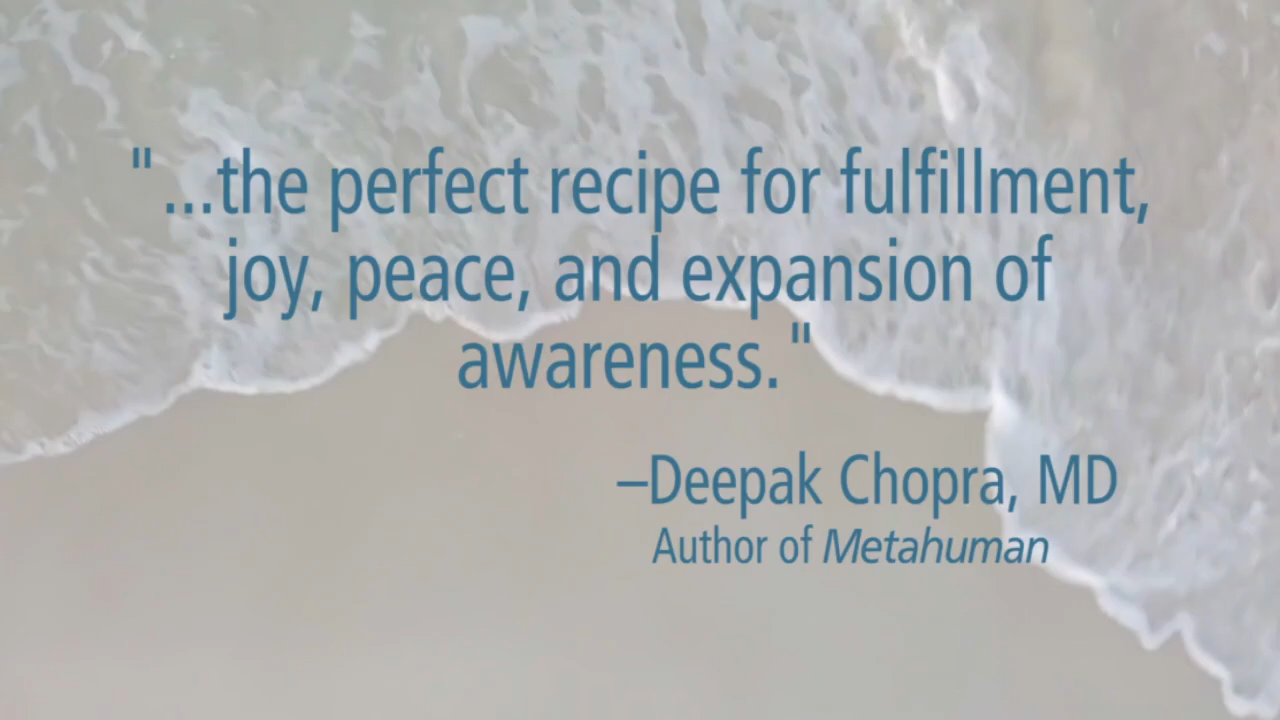 "...the perfect recipe for fulfillment,
joy, peace, and expansion of
awareness."
–Deepak Chopra, MD
Author of Metahuman